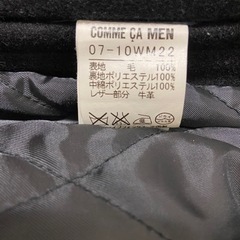 COMME ÇA MEN
07-10WM22
表地 毛 100%
裏地ポリエステル100%
中綿ポリエステル100%
レザー部分 牛革